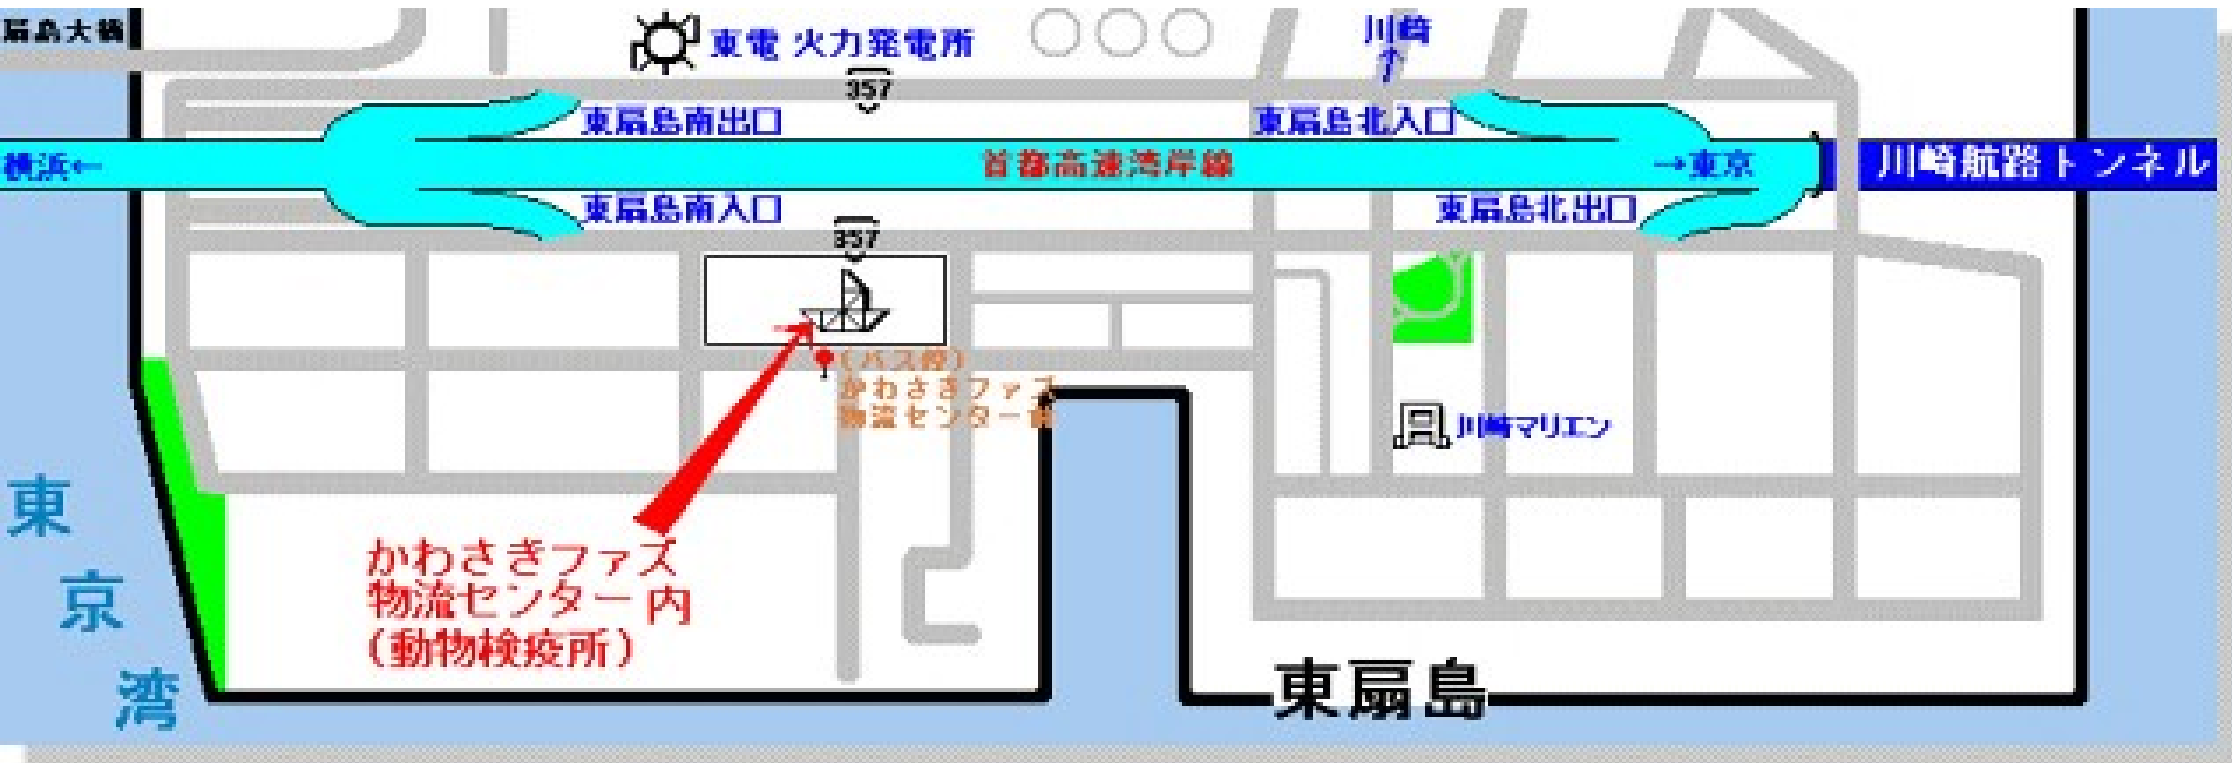 扇島大橋
東電 火力発電所
川崎
↑
357
東扇島南出口
東扇島北入口
横浜←
首都高速湾岸線
→東京
川崎航路トンネル
東扇島南入口
東扇島北出口
357
(バス停)
かわさきファズ
物流センター前
川崎マリエン
東京湾
かわさきファズ
物流センター内
(動物検疫所)
東扇島